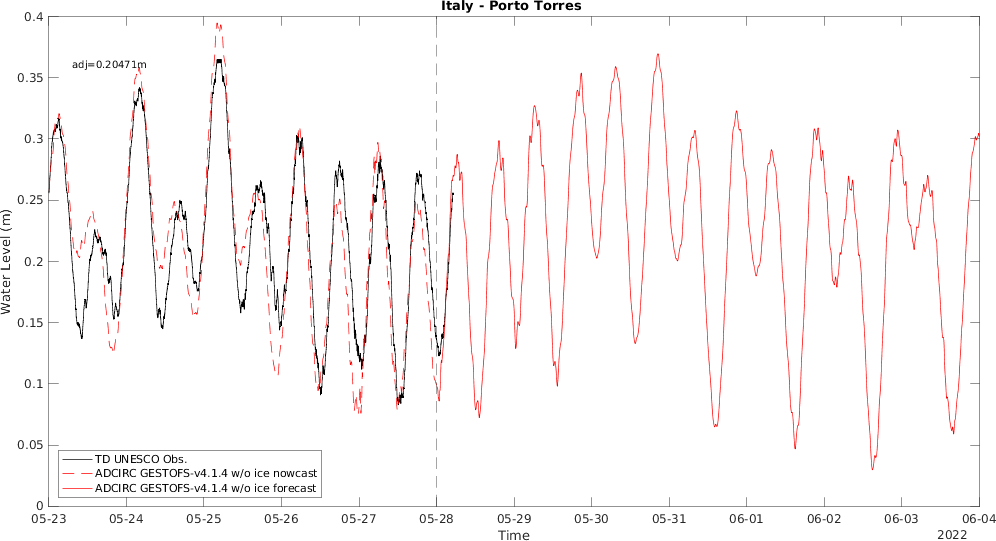 Italy - Porto Torres
0.4
0.35
0.3
0.25
0.2
0.15
0.1
0.05
0
Water Level (m)
adj=0.20471m
TD UNESCO Obs.
ADCIRC GESTOFS-v4.1.4 w/o ice nowcast
ADCIRC GESTOFS-v4.1.4 w/o ice forecast
05-23 05-24 05-25 05-26 05-27 05-28 05-29 05-30 05-31 06-01 06-02 06-03 06-04
Time
2022